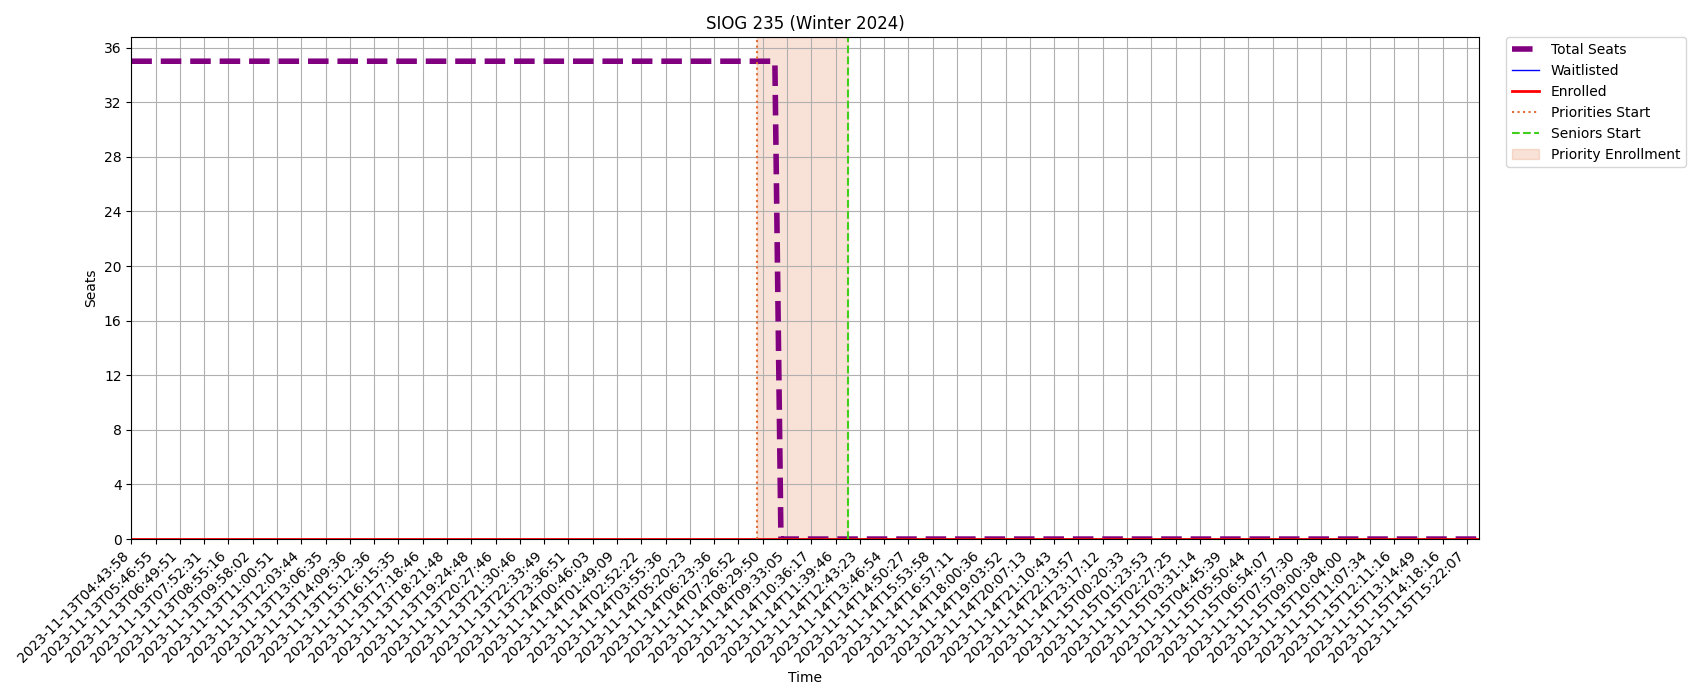 SIOG 235 (Winter 2024)
36
32
28
24
20
16
12
8
4
0
Seats
2023-11-13T04:43:58
2023-11-13T05:46:55
2023-11-13T06:49:51
2023-11-13T07:52:31
2023-11-13T08:55:16
2023-11-13T09:58:02
2023-11-13T11:00:51
2023-11-13T12:03:44
2023-11-13T13:06:35
2023-11-13T14:09:36
2023-11-13T15:12:36
2023-11-13T16:15:35
2023-11-13T17:18:46
2023-11-13T18:21:48
2023-11-13T19:24:48
2023-11-13T20:27:46
2023-11-13T21:30:46
2023-11-13T22:33:49
2023-11-13T23:36:51
2023-11-14T00:46:03
2023-11-14T01:49:09
2023-11-14T02:52:22
2023-11-14T03:55:36
2023-11-14T05:20:23
2023-11-14T06:23:36
2023-11-14T07:26:52
2023-11-14T08:29:50
2023-11-14T09:33:05
2023-11-14T10:36:17
2023-11-14T11:39:46
2023-11-14T12:43:23
2023-11-14T13:46:54
2023-11-14T14:50:27
2023-11-14T15:53:58
2023-11-14T16:57:11
2023-11-14T18:00:36
2023-11-14T19:03:52
2023-11-14T20:07:13
2023-11-14T21:10:43
2023-11-14T22:13:57
2023-11-14T23:17:12
2023-11-15T00:20:33
2023-11-15T01:23:53
2023-11-15T02:27:25
2023-11-15T03:31:14
2023-11-15T04:45:39
2023-11-15T05:50:44
2023-11-15T06:54:07
2023-11-15T07:57:30
2023-11-15T09:00:38
2023-11-15T10:04:00
2023-11-15T11:07:34
2023-11-15T12:11:16
2023-11-15T13:14:49
2023-11-15T14:18:16
2023-11-15T15:22:07
Time
Total Seats
Waitlisted
Enrolled
Priorities Start
Seniors Start
Priority Enrollment